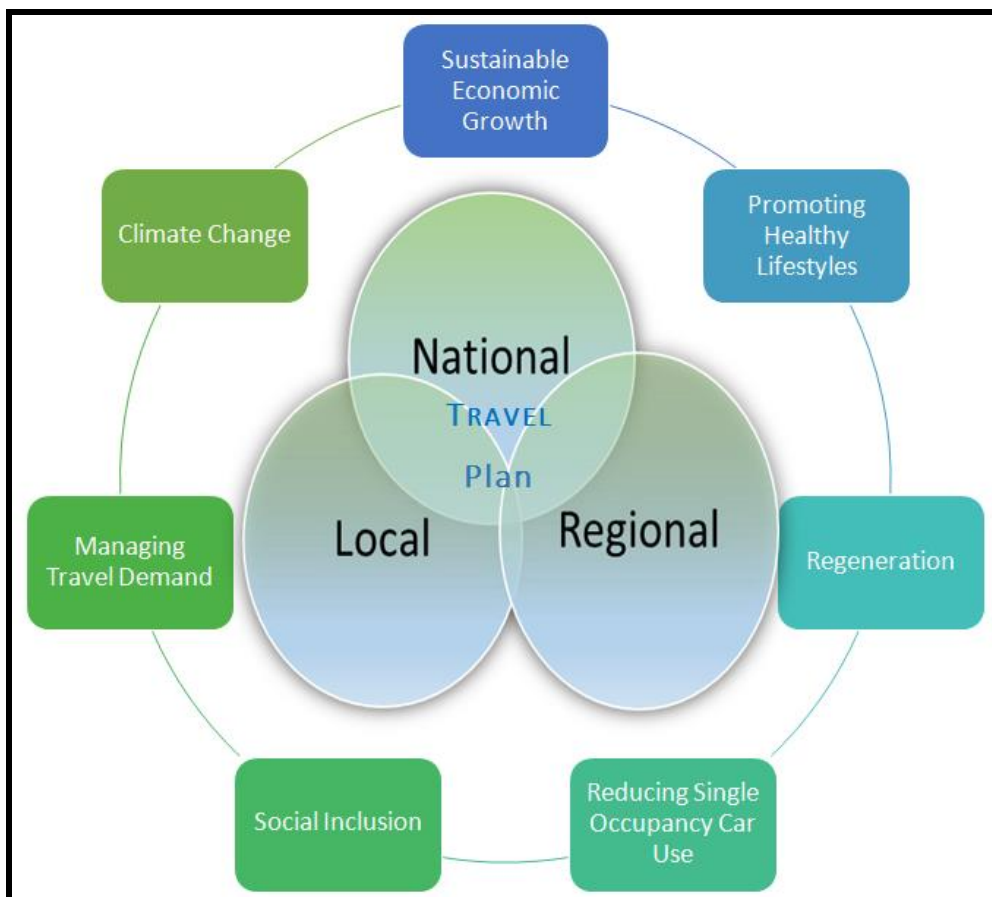 Sustainable
Economic
Growth
Climate Change
Promoting
Healthy
Lifestyles
National
TRAVEL
Plan
Local
Regional
Managing
Travel Demand
Regeneration
Social Inclusion
Reducing Single
Occupancy Car
Use